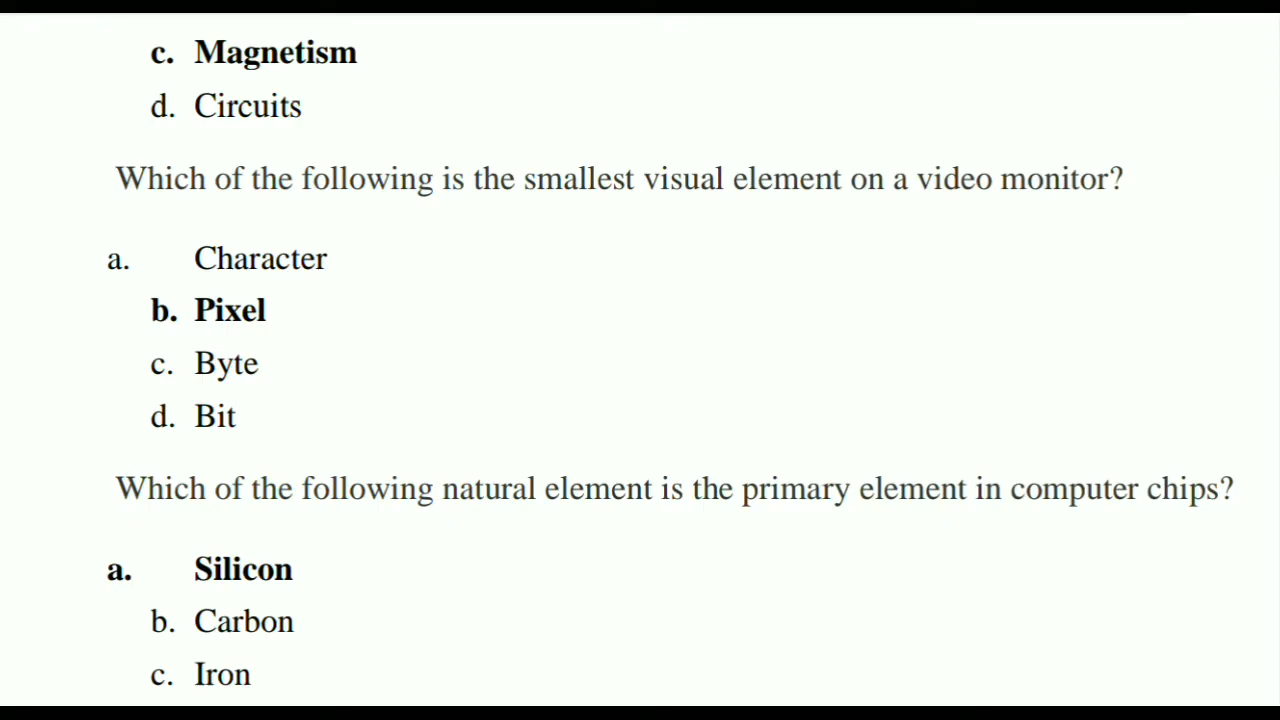 c. Magnetism
d. Circuits
Which of the following is the smallest visual element on a video monitor?
a. Character
b. Pixel
c. Byte
d. Bit
Which of the following natural element is the primary element in computer chips?
a. Silicon
b. Carbon
c. Iron